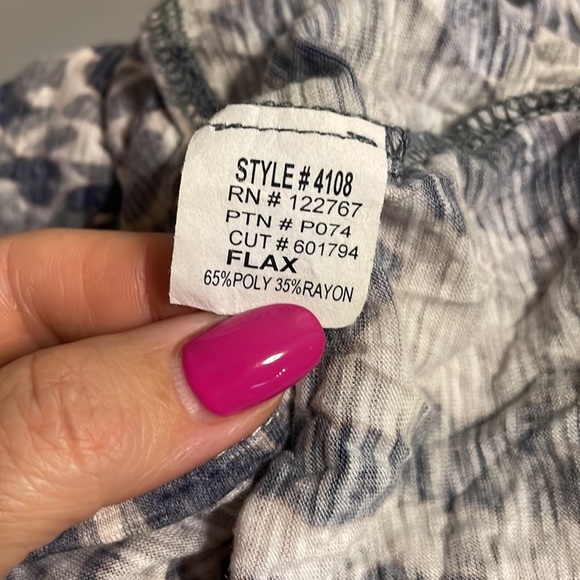 STYLE # 4108
RN # 122767
PTN # P074
CUT # 601794
FLAX
65%POLY 35%RAYON